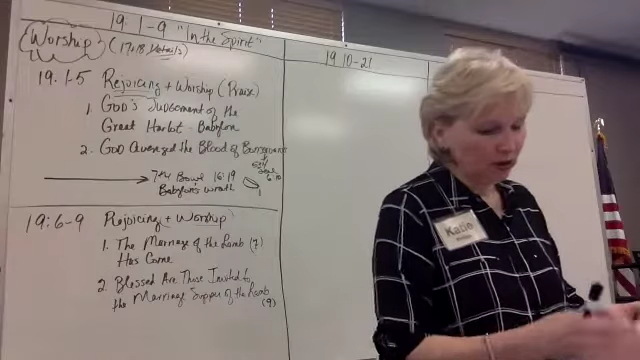 19: 1-9 "In the Spirit"
Worship (17+18 Details)
19 10-21
19:1-5 Rejoicing + Worship (Praise)
1. God's Judgement of the
Great Harlot - Babylon
2. God Avenged the Blood of
7th Bowl 16:19
Babylon's wrath
19:6-9 Rejoicing + Worship
1. The Marriage of the Lamb (7)
Has Come
2. Blessed Are Those Invited to
the Marriage Supper of the Lamb
(9)
Katie